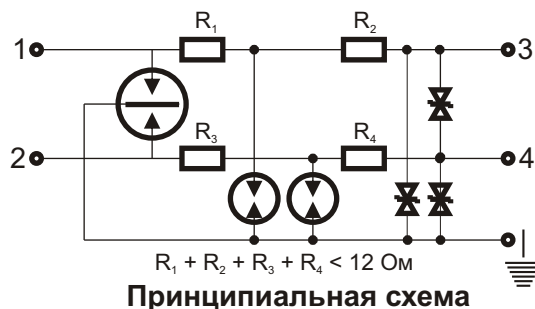 1
R₁
R₂
3
2
R₃
R₄
4
R₁ + R₂ + R₃ + R₄ < 12 Ом
Принципиальная схема